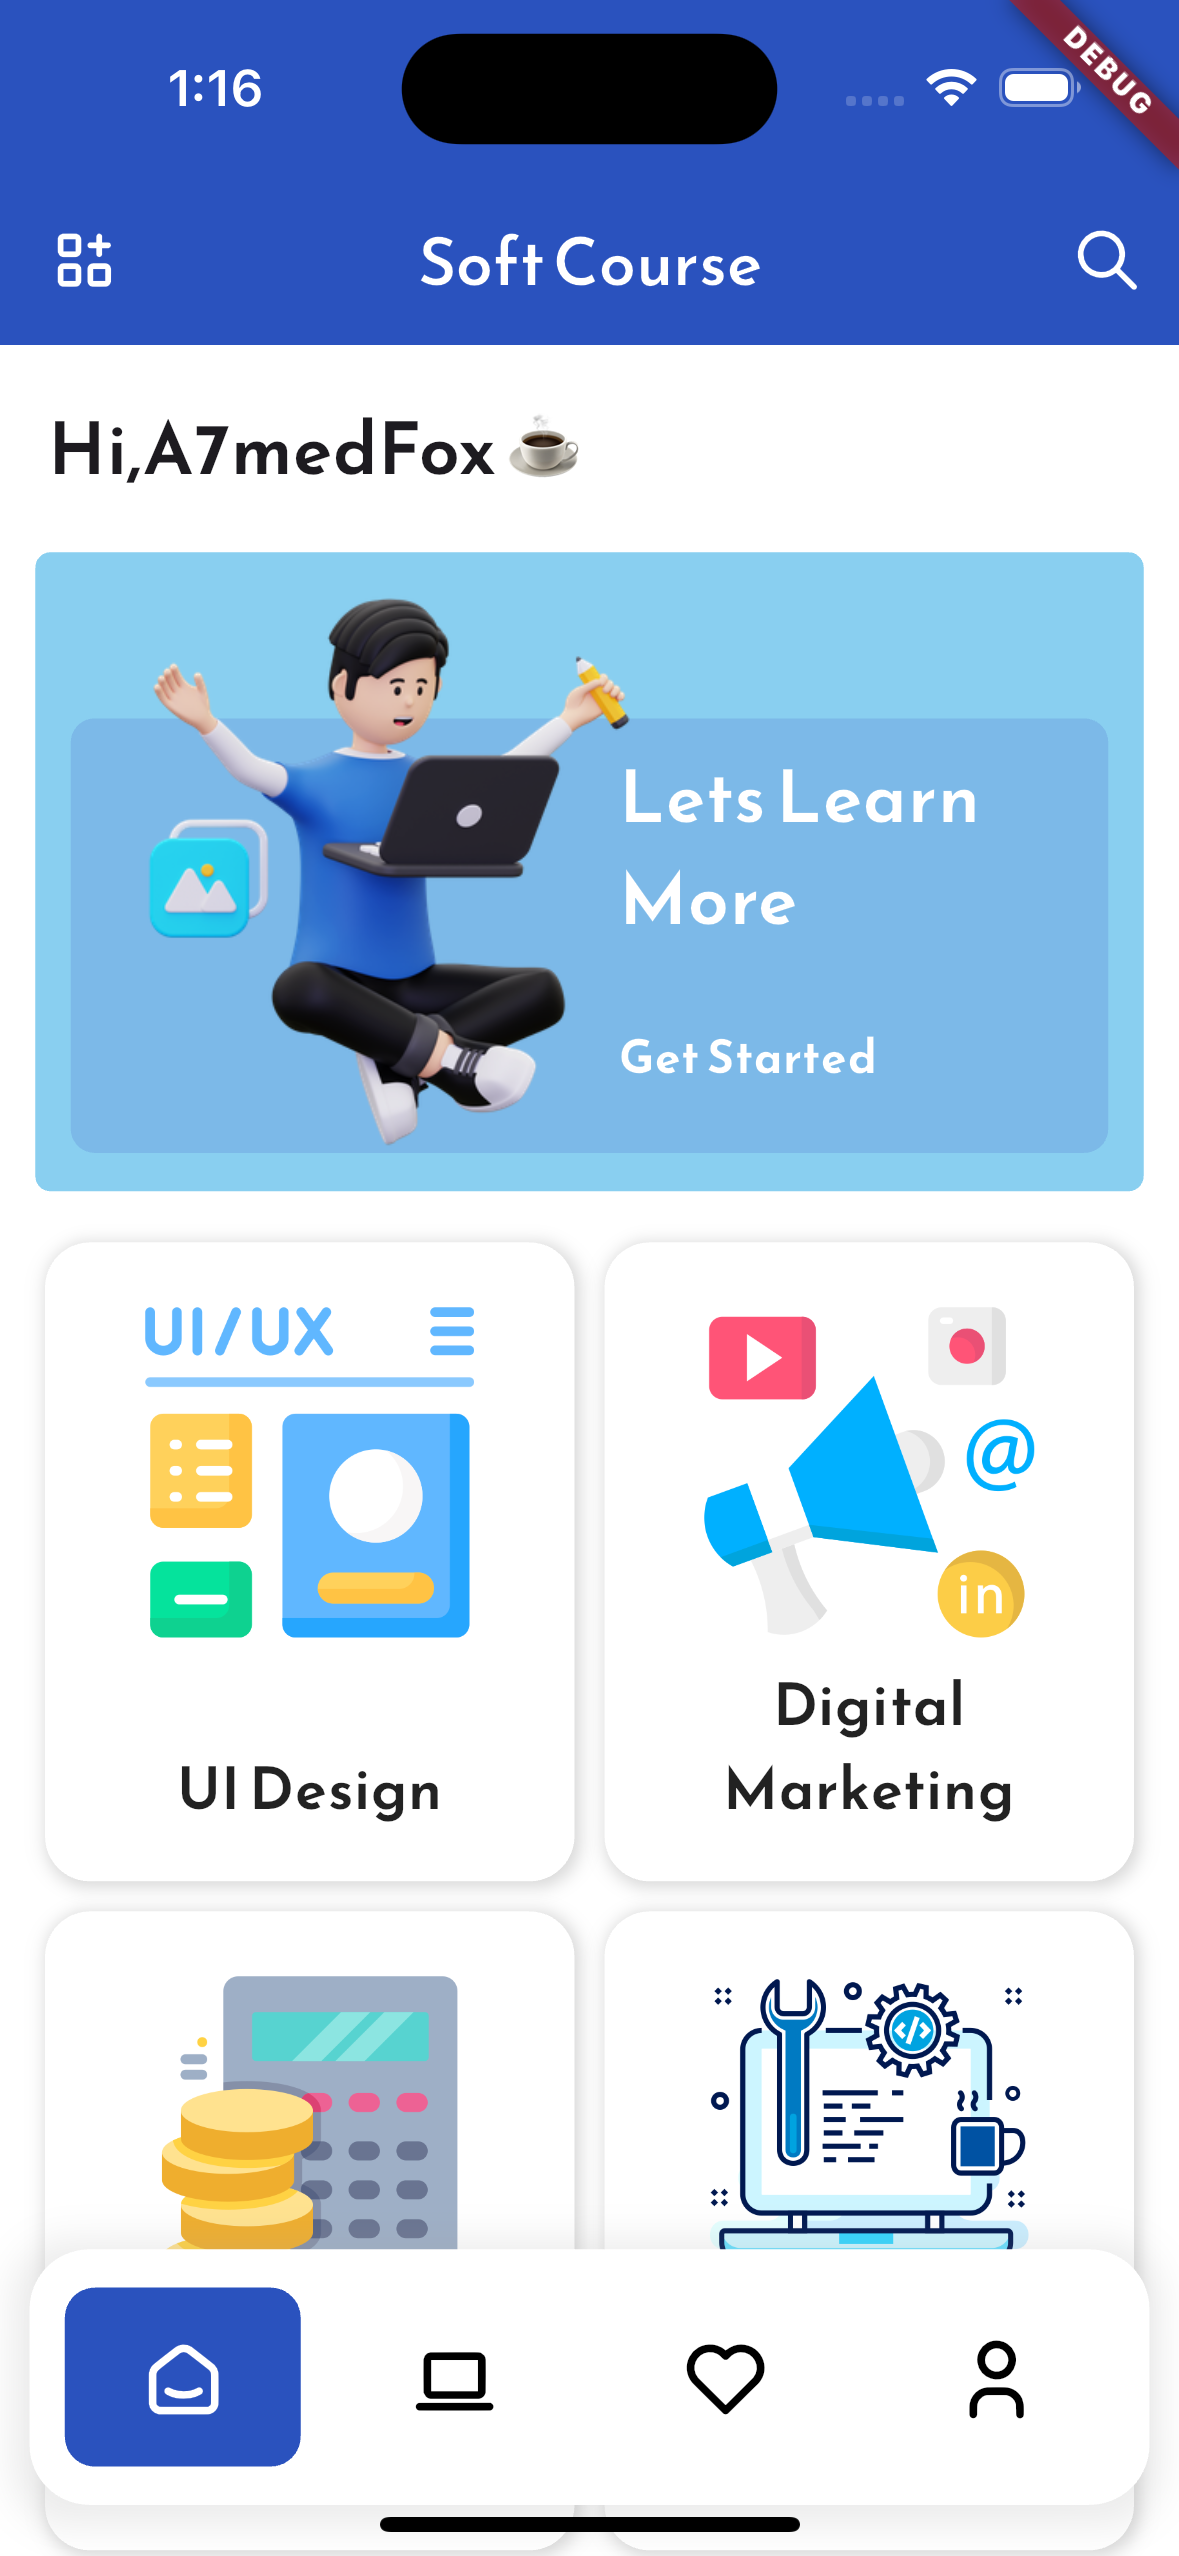 1:16
DEBUG
Soft Course
Hi,A7medFox ☕
Lets Learn
More
Get Started
UI/UX
@
in
UI Design
Digital
Marketing
</>